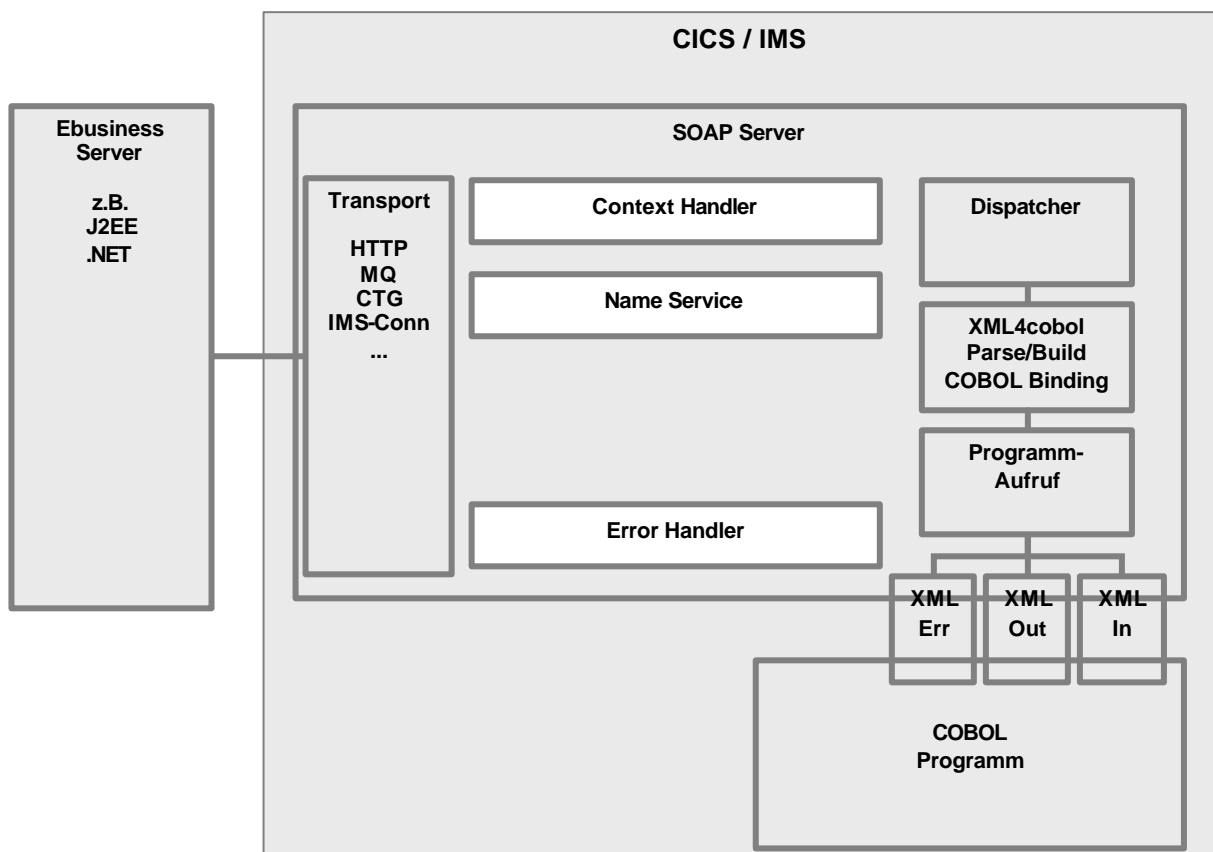 CICS / IMS
Ebusiness
Server
z.B.
J2EE
.NET
SOAP Server
Transport
HTTP
MQ
CTG
IMS-Conn
...
Context Handler
Name Service
Error Handler
Dispatcher
XML4cobol
Parse/Build
COBOL Binding
Programm-
Aufruf
XML
Err
XML
Out
XML
In
COBOL
Programm